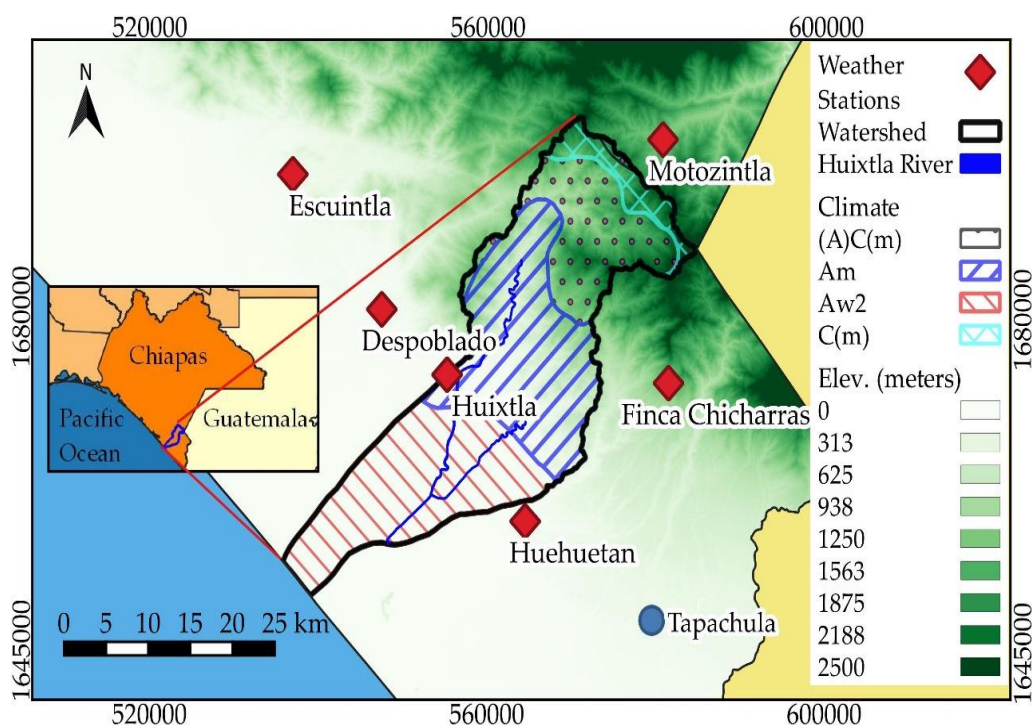 520000 560000 600000
N
Escuintla
Motozintla
Despoblado
Huixtla
Finca Chicharras
Huehuetan
Tapachula
0 5 10 15 20 25 km
Chiapas
Guatemala
Pacific
Ocean
1680000
1645000
1680000
1645000
520000 560000 600000
Weather
Stations
Watershed
Huixtla River
Climate
(A)C(m)
Am
Aw2
C(m)
Elev. (meters)
0
313
625
938
1250
1563
1875
2188
2500